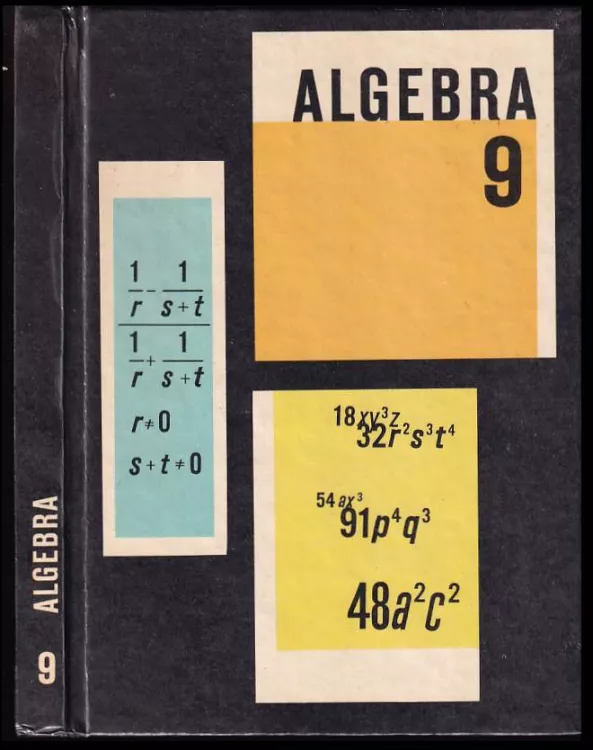 ALGEBRA
9
1/r - 1/(s+t)
1/r + 1/(s+t)
r≠0
s+t≠0
18xy³z
32r²s³t⁴
54ax³
91p⁴q³
48a²c²
9 ALGEBRA